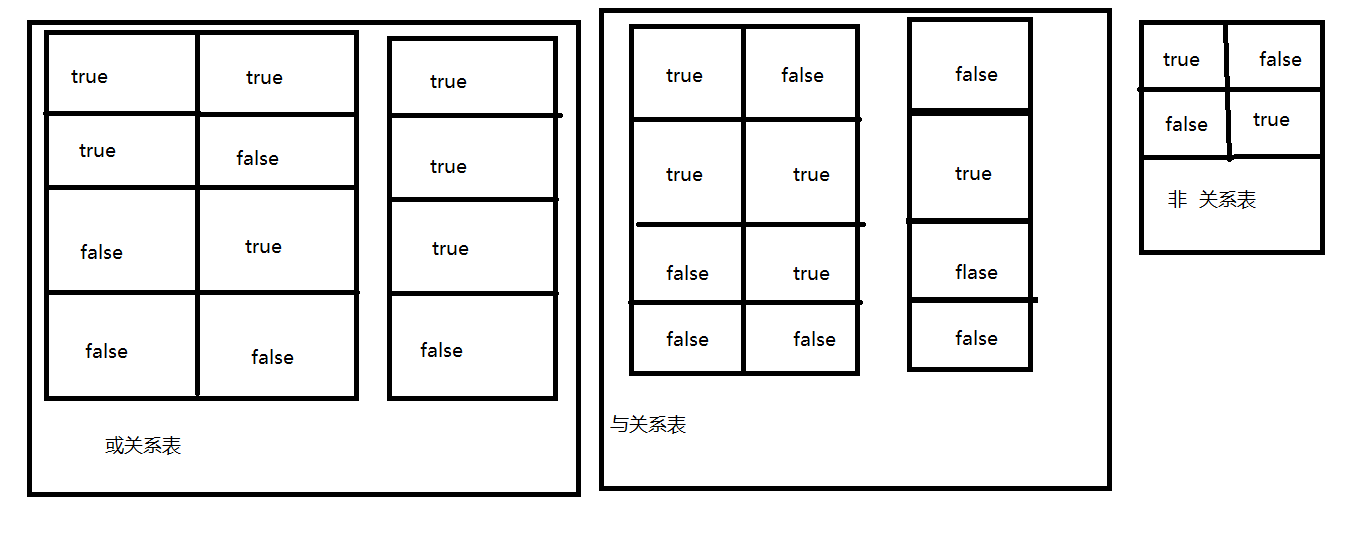 true true true
true false true
false true true
false false false
或关系表
true false false
true true true
false true flase
false false false
与关系表
true false
false true
非 关系表